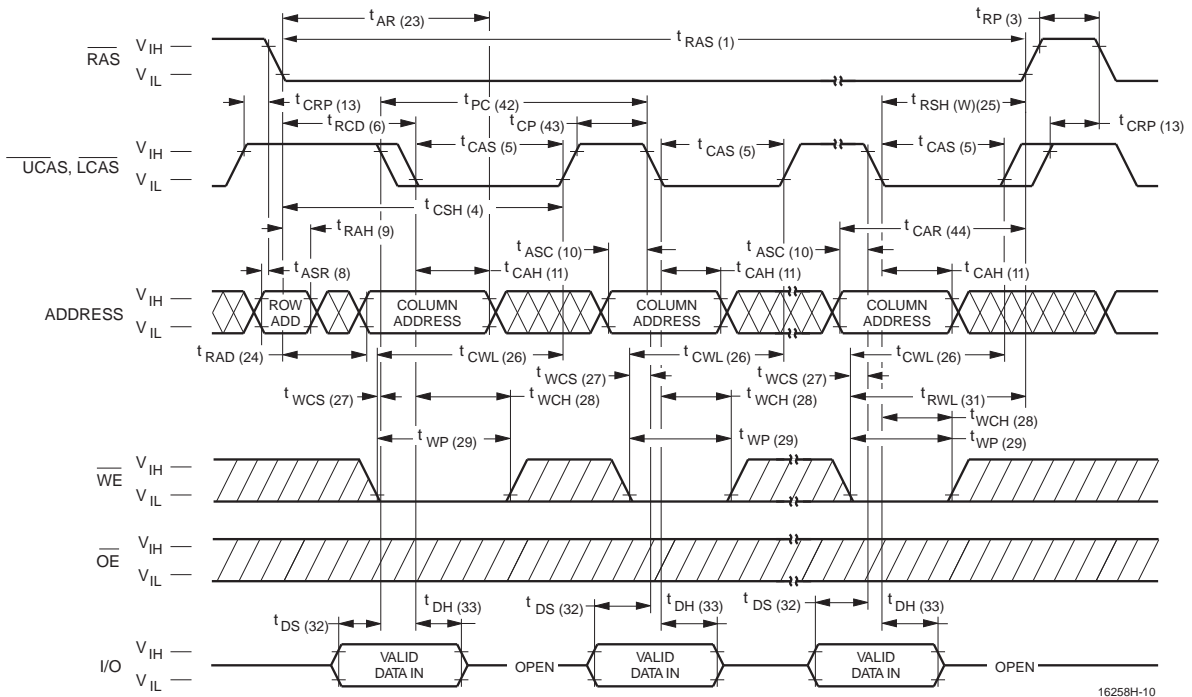 t AR (23)
t RP (3)
t RAS (1)
RAS
V IH
V IL
t CRP (13)
t PC (42)
t RSH (W)(25)
t RCD (6)
t CP (43)
t CRP (13)
UCAS, LCAS
V IH
V IL
t CAS (5)
t CAS (5)
t CAS (5)
t CSH (4)
t RAH (9)
t CAR (44)
t ASC (10)
t ASC (10)
t ASR (8)
t CAH (11)
t CAH (11)
t CAH (11)
ADDRESS
V IH
V IL
ROW
ADD
COLUMN
ADDRESS
COLUMN
ADDRESS
COLUMN
ADDRESS
t RAD (24)
t CWL (26)
t CWL (26)
t CWL (26)
t WCS (27)
t WCS (27)
t WCS (27)
t WCH (28)
t WCH (28)
t RWL (31)
t WCH (28)
t WP (29)
t WP (29)
t WP (29)
WE
V IH
V IL
OE
V IH
V IL
t DS (32)
t DH (33)
t DS (32)
t DH (33)
t DS (32)
t DH (33)
I/O
V IH
V IL
VALID
DATA IN
OPEN
VALID
DATA IN
VALID
DATA IN
OPEN
16258H-10